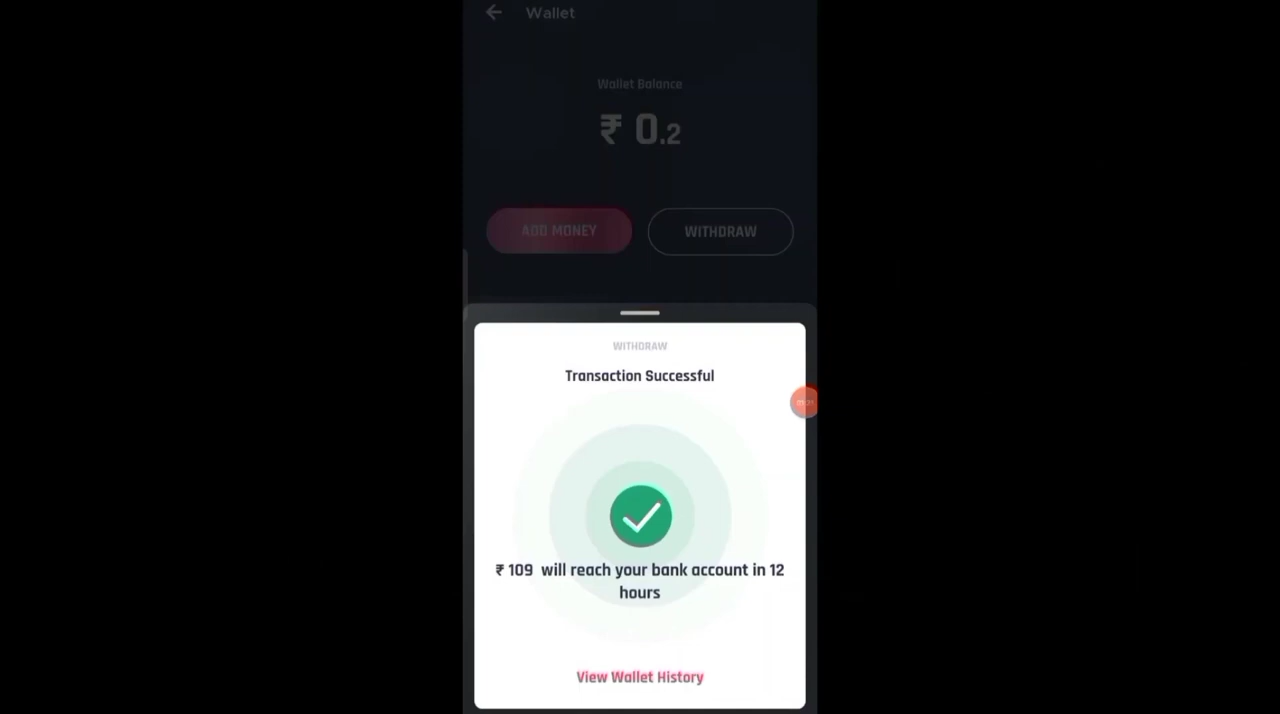 Wallet
Wallet Balance
₹ 0.2
ADD MONEY
WITHDRAW
WITHDRAW
Transaction Successful
₹ 109 will reach your bank account in 12
hours
View Wallet History